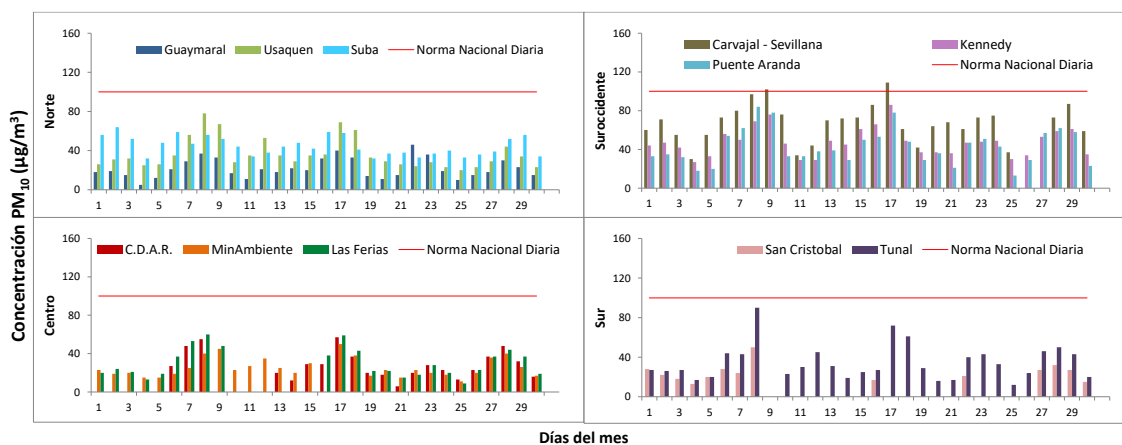 Concentración PM10 (µg/m³)
Norte
160
120
80
40
0
Guaymaral
Usaquen
Suba
Norma Nacional Diaria
1 3 5 7 9 11 13 15 17 19 21 23 25 27 29
Suroccidente
160
120
80
40
0
Carvajal - Sevillana
Kennedy
Puente Aranda
Norma Nacional Diaria
1 3 5 7 9 11 13 15 17 19 21 23 25 27 29
Centro
160
120
80
40
0
C.D.A.R.
MinAmbiente
Las Ferias
Norma Nacional Diaria
1 3 5 7 9 11 13 15 17 19 21 23 25 27 29
Sur
160
120
80
40
0
San Cristobal
Tunal
Norma Nacional Diaria
1 3 5 7 9 11 13 15 17 19 21 23 25 27 29
Días del mes